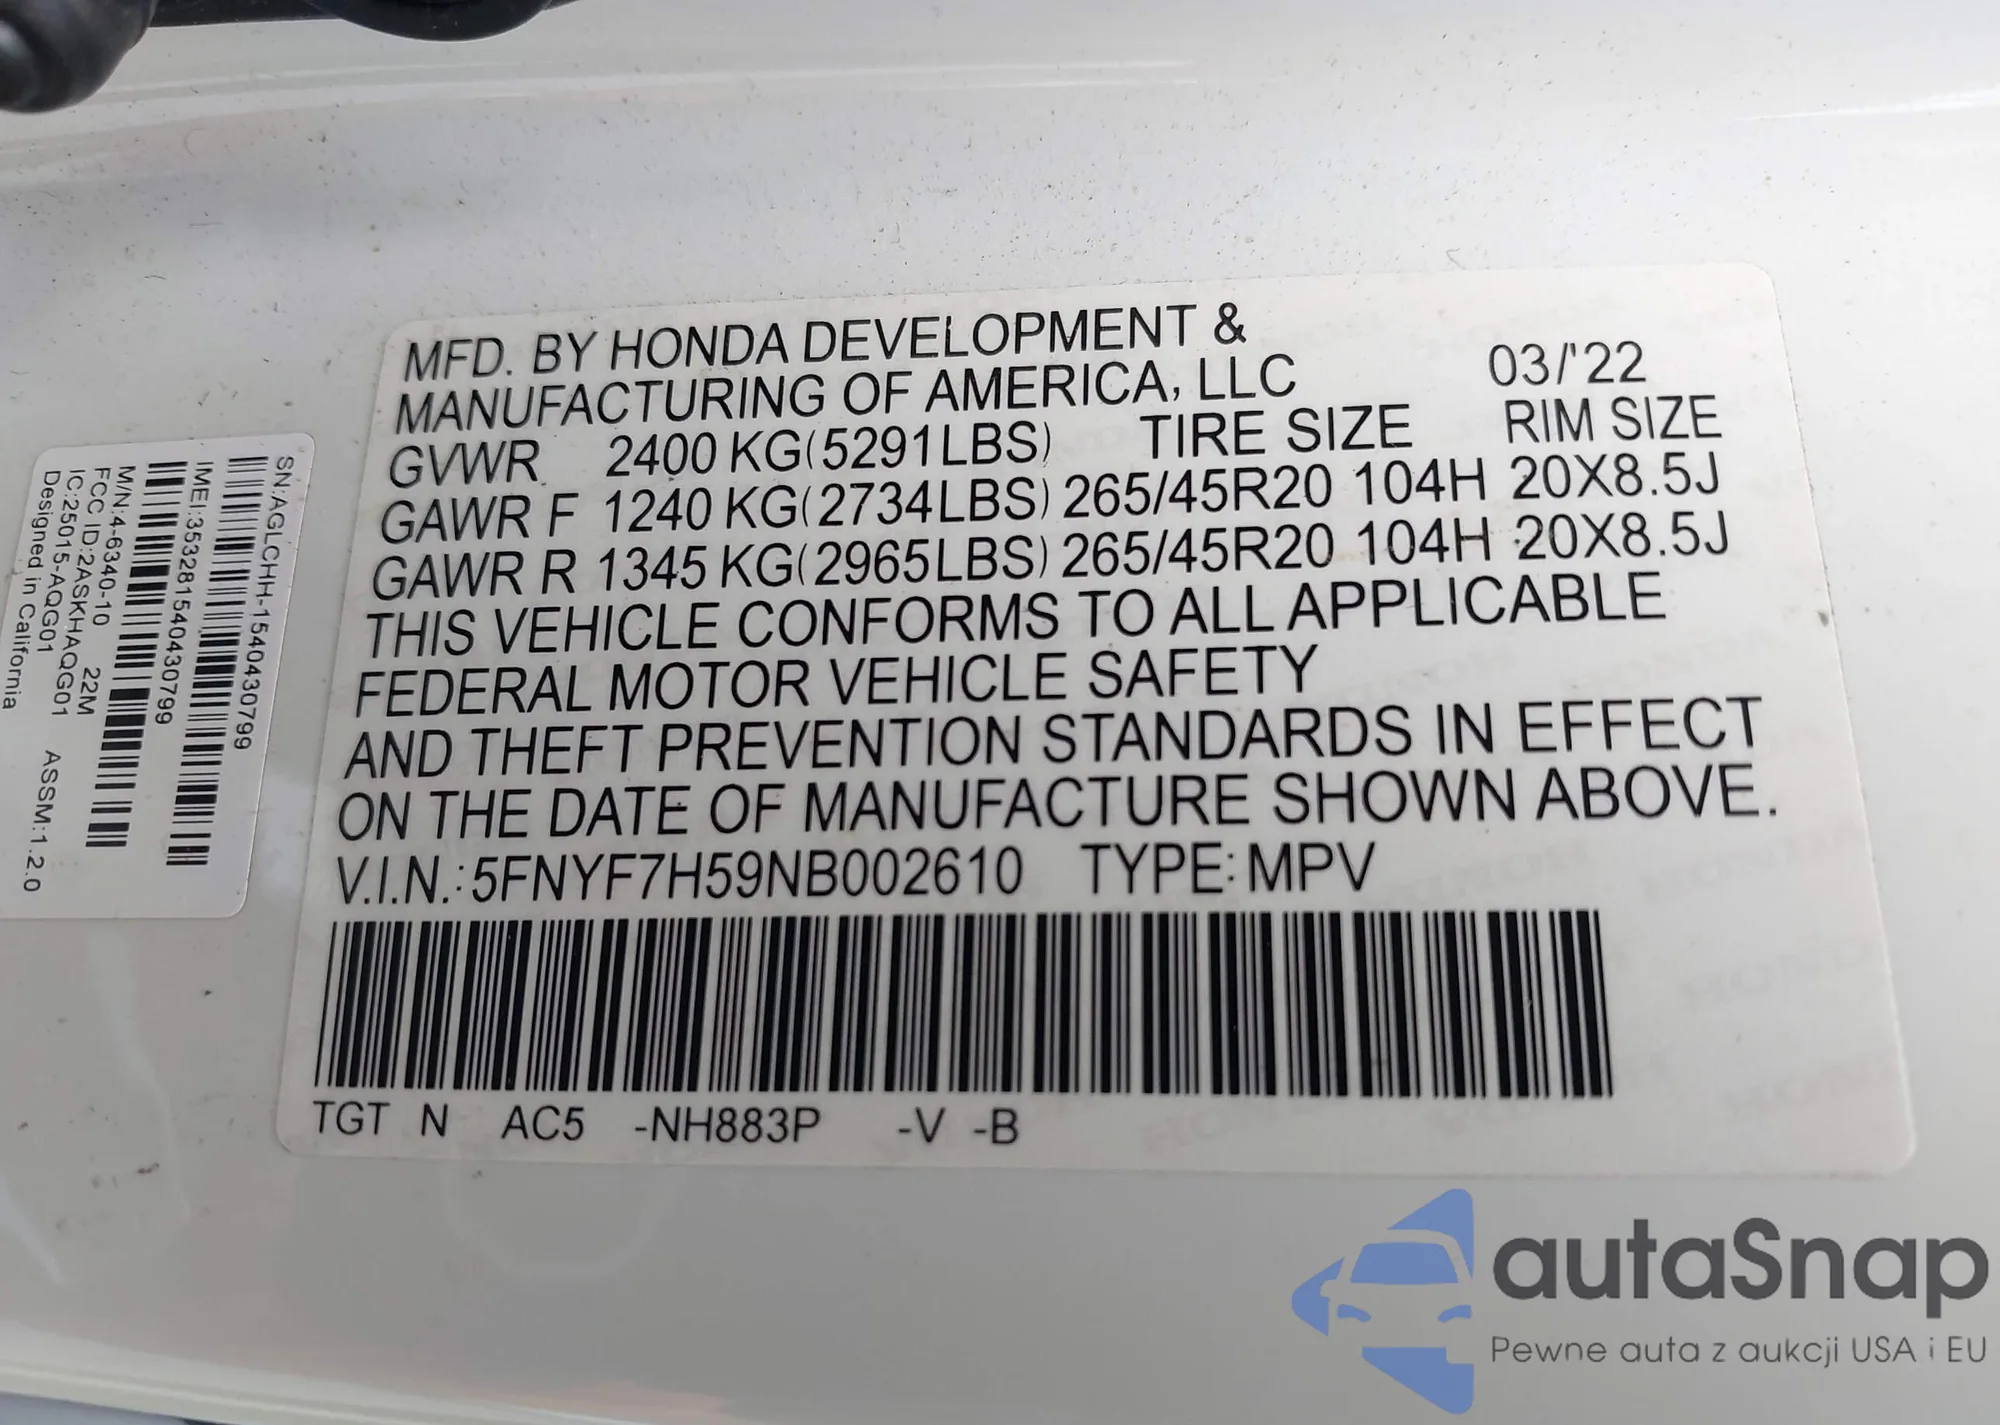 MFD. BY HONDA DEVELOPMENT &
MANUFACTURING OF AMERICA, LLC 03/'22
GVWR 2400 KG(5291LBS) TIRE SIZE RIM SIZE
GAWR F 1240 KG(2734LBS) 265/45R20 104H 20X8.5J
GAWR R 1345 KG(2965LBS) 265/45R20 104H 20X8.5J
THIS VEHICLE CONFORMS TO ALL APPLICABLE
FEDERAL MOTOR VEHICLE SAFETY
AND THEFT PREVENTION STANDARDS IN EFFECT
ON THE DATE OF MANUFACTURE SHOWN ABOVE.
V.I.N.:5FNYF7H59NB002610 TYPE:MPV
TGT N AC5 -NH883P -V -B
SN:AGLCHH-1540430799
IMEI:353281540430799
M/N:4-6340-10 22M
FCC ID:2ASKHAQGG01
IC:25015-AQGG01 ASSM:1.2.0
Designed in California
autaSnap
Pewne auta z aukcji USA i EU